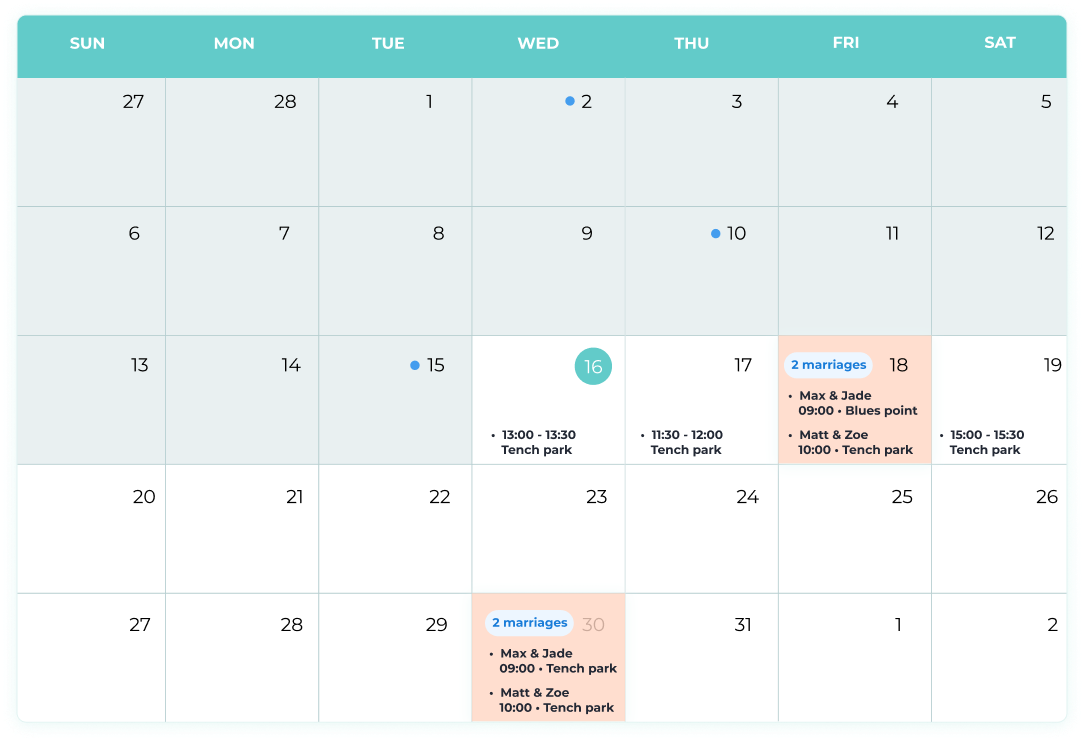 SUN MON TUE WED THU FRI SAT
27 28 1 2 3 4 5
6 7 8 9 10 11 12
13 14 15 16 17 2 marriages 18 19
• Max & Jade
09:00 • Blues point
• 13:00 - 13:30 • 11:30 - 12:00 • Matt & Zoe • 15:00 - 15:30
Tench park Tench park 10:00 • Tench park Tench park
20 21 22 23 24 25 26
27 28 29 2 marriages 30 31 1 2
• Max & Jade
09:00 • Tench park
• Matt & Zoe
10:00 • Tench park